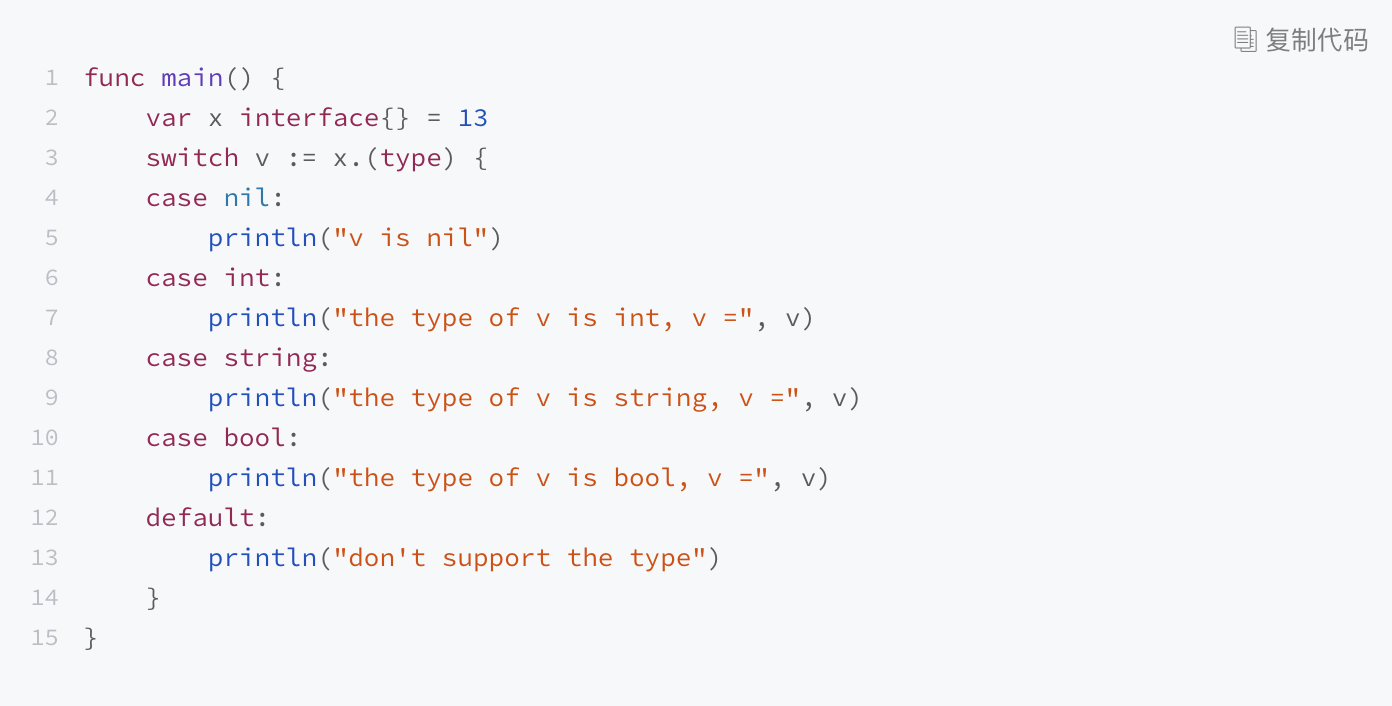 复制代码
1 func main() {
2     var x interface{} = 13
3     switch v := x.(type) {
4     case nil:
5         println("v is nil")
6     case int:
7         println("the type of v is int, v =", v)
8     case string:
9         println("the type of v is string, v =", v)
10     case bool:
11         println("the type of v is bool, v =", v)
12     default:
13         println("don't support the type")
14     }
15 }